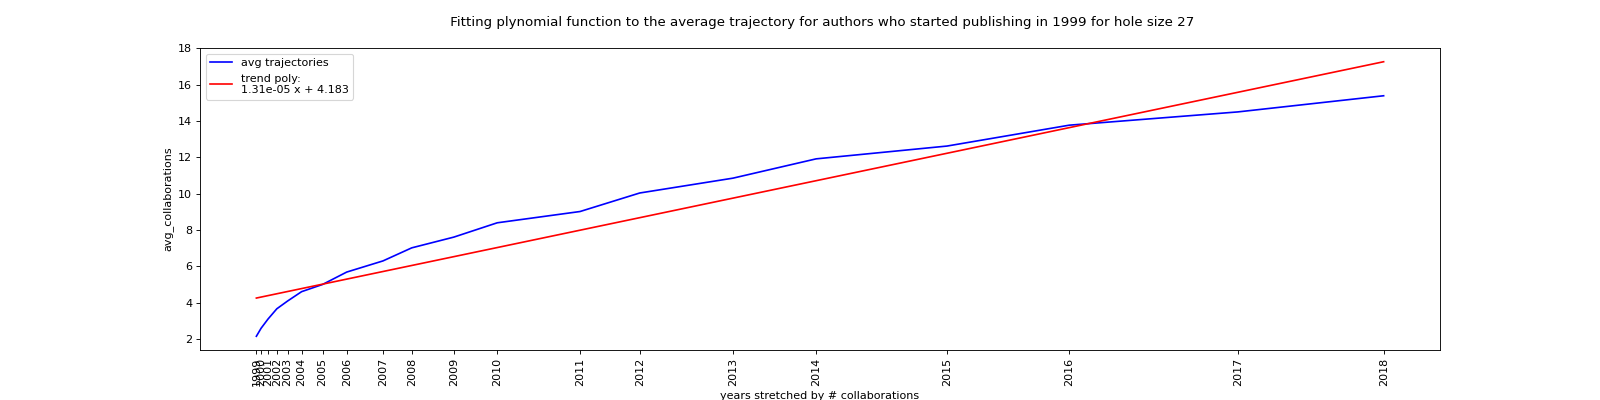 Fitting plynomial function to the average trajectory for authors who started publishing in 1999 for hole size 27
avg trajectories
trend poly:
1.31e-05 x + 4.183
18
16
14
12
10
8
6
4
2
avg_collaborations
1999 2000 2001 2002 2003 2004 2005 2006 2007 2008 2009 2010 2011 2012 2013 2014 2015 2016 2017 2018
years stretched by # collaborations